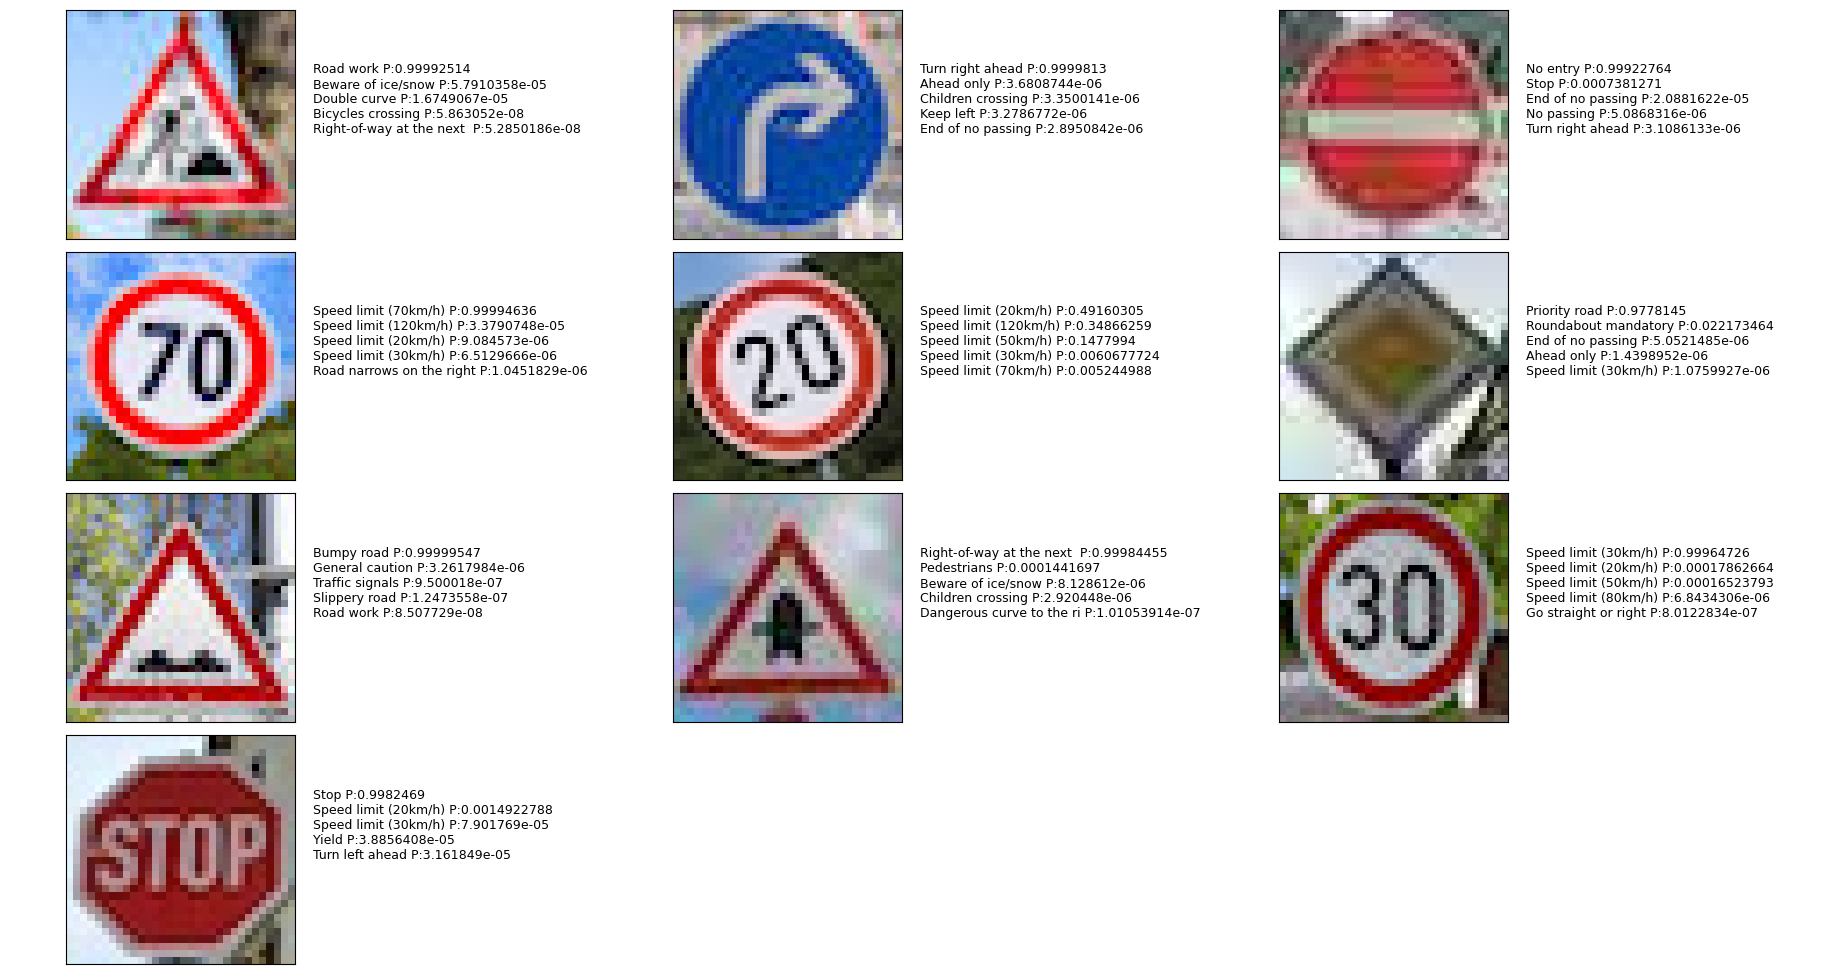 Road work P:0.99992514
Beware of ice/snow P:5.7910358e-05
Double curve P:1.6749067e-05
Bicycles crossing P:5.863052e-08
Right-of-way at the next  P:5.2850186e-08
Turn right ahead P:0.9999813
Ahead only P:3.6808744e-06
Children crossing P:3.3500141e-06
Keep left P:3.2786772e-06
End of no passing P:2.8950842e-06
No entry P:0.99922764
Stop P:0.0007381271
End of no passing P:2.0881622e-05
No passing P:5.0868316e-06
Turn right ahead P:3.1086133e-06
70
Speed limit (70km/h) P:0.99994636
Speed limit (120km/h) P:3.3790748e-05
Speed limit (20km/h) P:9.084573e-06
Speed limit (30km/h) P:6.5129666e-06
Road narrows on the right P:1.0451829e-06
20
Speed limit (20km/h) P:0.49160305
Speed limit (120km/h) P:0.34866259
Speed limit (50km/h) P:0.1477994
Speed limit (30km/h) P:0.0060677724
Speed limit (70km/h) P:0.005244988
Priority road P:0.9778145
Roundabout mandatory P:0.022173464
End of no passing P:5.0521485e-06
Ahead only P:1.4398952e-06
Speed limit (30km/h) P:1.0759927e-06
Bumpy road P:0.99999547
General caution P:3.2617984e-06
Traffic signals P:9.500018e-07
Slippery road P:1.2473558e-07
Road work P:8.507729e-08
Right-of-way at the next  P:0.99984455
Pedestrians P:0.0001441697
Beware of ice/snow P:8.128612e-06
Children crossing P:2.920448e-06
Dangerous curve to the ri P:1.01053914e-07
30
Speed limit (30km/h) P:0.99964726
Speed limit (20km/h) P:0.00017862664
Speed limit (50km/h) P:0.00016523793
Speed limit (80km/h) P:6.8434306e-06
Go straight or right P:8.0122834e-07
STOP
Stop P:0.9982469
Speed limit (20km/h) P:0.0014922788
Speed limit (30km/h) P:7.901769e-05
Yield P:3.8856408e-05
Turn left ahead P:3.161849e-05